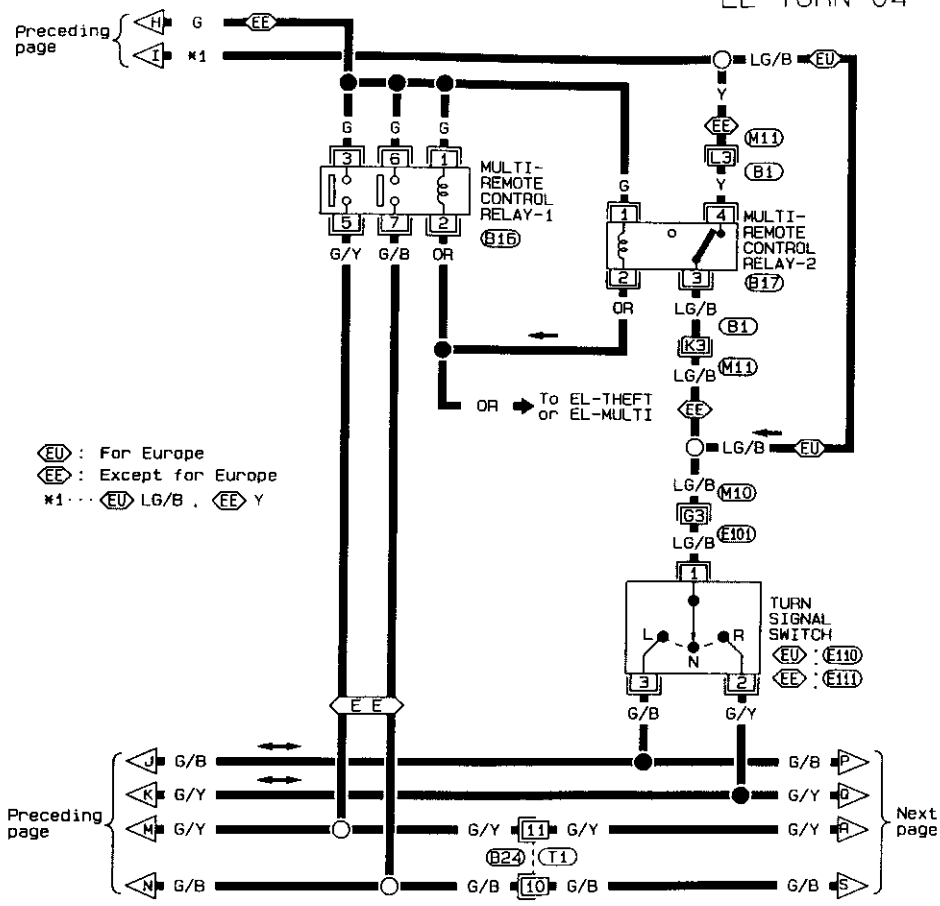 EL-TURN-04
Preceding page
H G EE
I *1
LG/B EU
Y
EE M11
L3 B1
G G G
G
Y
3 6 1
MULTI-REMOTE CONTROL RELAY-1
B16
5 7 2
G/Y G/B OR
1 4
MULTI-REMOTE CONTROL RELAY-2
B17
2 3
OR LG/B
B1
K3
M11
LG/B
OR To EL-THEFT or EL-MULTI
EE
LG/B EU
EU : For Europe
EE : Except for Europe
*1··· EU LG/B , EE Y
LG/B M10
G3
LG/B E101
1
TURN SIGNAL SWITCH
EU : E110
EE : E111
L N R
3 2
G/B G/Y
E E
Preceding page
J G/B G/B P
K G/Y G/Y Q
M G/Y G/Y 11 G/Y G/Y R
B24 T1
N G/B G/B 10 G/B G/B S
Next page